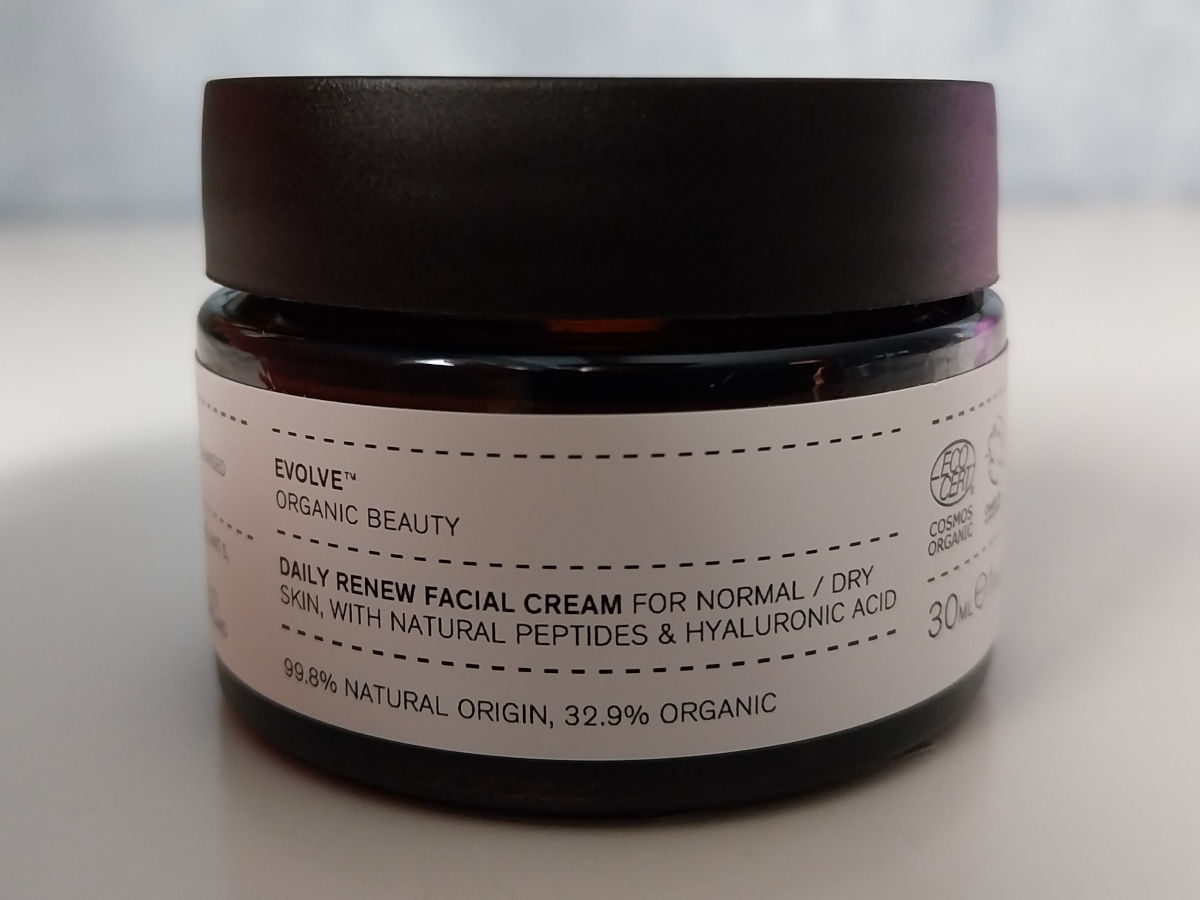 EVOLVE™
ORGANIC BEAUTY
DAILY RENEW FACIAL CREAM FOR NORMAL / DRY
SKIN, WITH NATURAL PEPTIDES & HYALURONIC ACID
99.8% NATURAL ORIGIN, 32.9% ORGANIC
ECO
CERT
COSMOS
ORGANIC
30ML e